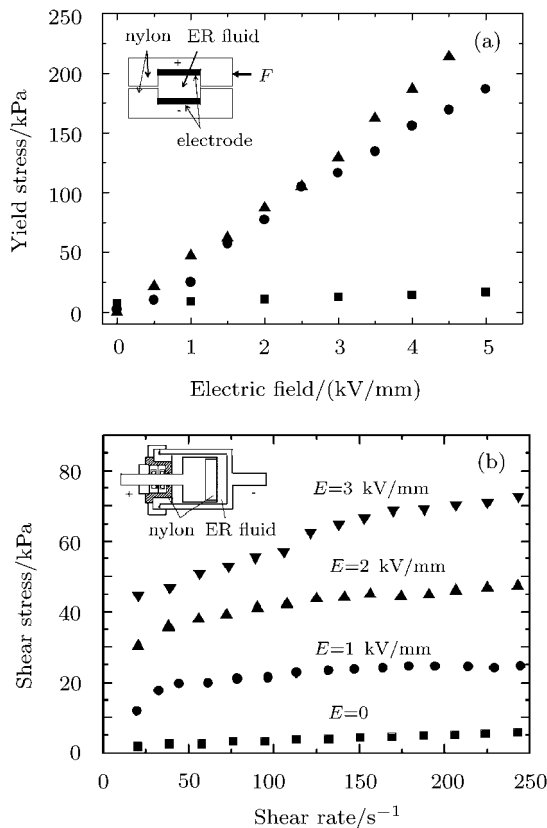 (a)
nylon ER fluid
+
F
-
electrode
250
200
150
100
50
0
Yield stress/kPa
0 1 2 3 4 5
Electric field/(kV/mm)
(b)
+ -
nylon ER fluid
E=3 kV/mm
E=2 kV/mm
E=1 kV/mm
E=0
80
60
40
20
0
Shear stress/kPa
0 50 100 150 200 250
Shear rate/s⁻¹